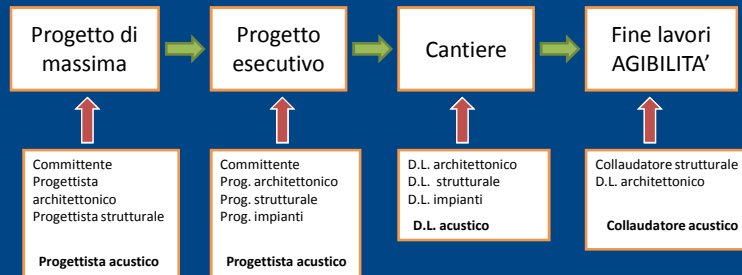 Progetto di
massima
Progetto
esecutivo
Cantiere
Fine lavori
AGIBILITA’
Committente
Progettista
architettonico
Progettista strutturale
Progettista acustico
Committente
Prog. architettonico
Prog. strutturale
Prog. impianti
Progettista acustico
D.L. architettonico
D.L. strutturale
D.L. impianti
D.L. acustico
Collaudatore strutturale
D.L. architettonico
Collaudatore acustico